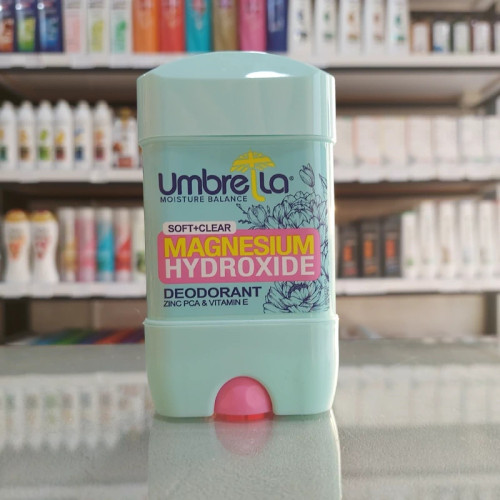 Umbrella®
MOISTURE BALANCE
SOFT+CLEAR
MAGNESIUM
HYDROXIDE
DEODORANT
ZINC PCA & VITAMIN E